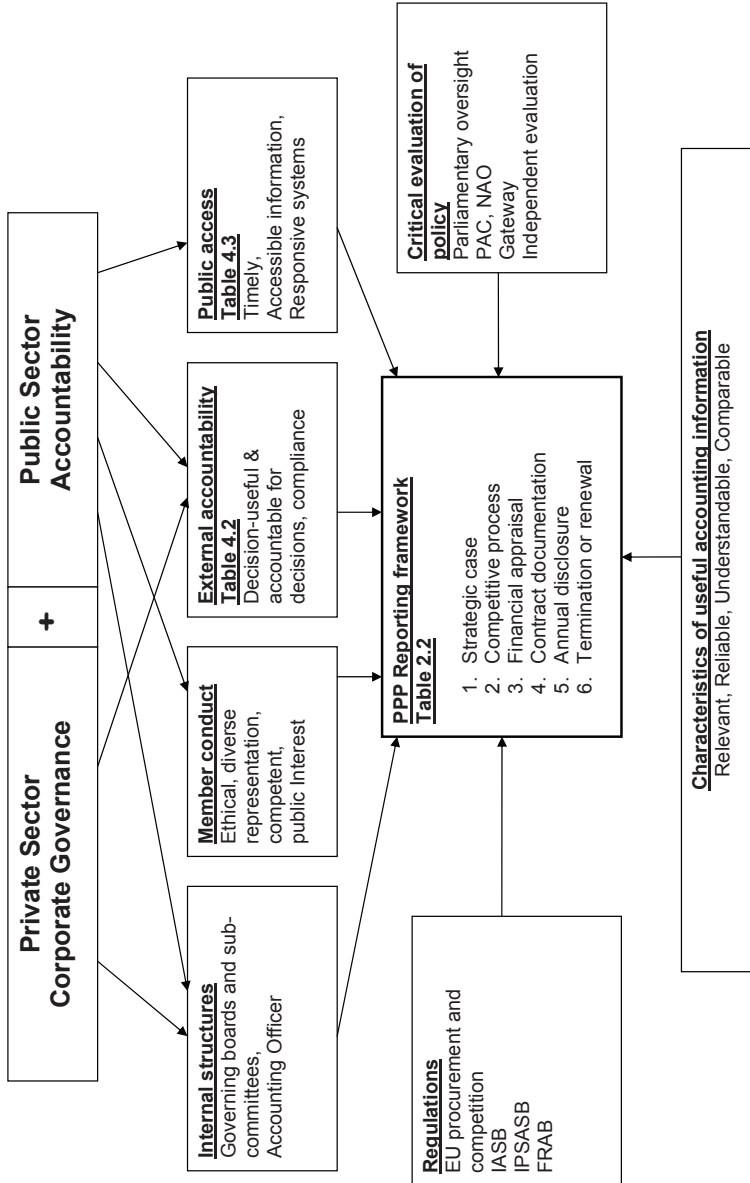 Private Sector
Corporate Governance
+
Public Sector
Accountability
Internal structures
Governing boards and sub-
committees,
Accounting Officer
Member conduct
Ethical, diverse
representation,
competent,
public Interest
External accountability
Table 4.2
Decision-useful &
accountable for
decisions, compliance
Public access
Table 4.3
Timely,
Accessible information,
Responsive systems
Regulations
EU procurement and
competition
IASB
IPSASB
FRAB
PPP Reporting framework
Table 2.2
1. Strategic case
2. Competitive process
3. Financial appraisal
4. Contract documentation
5. Annual disclosure
6. Termination or renewal
Critical evaluation of
policy
Parliamentary oversight
PAC, NAO
Gateway
Independent evaluation
Characteristics of useful accounting information
Relevant, Reliable, Understandable, Comparable